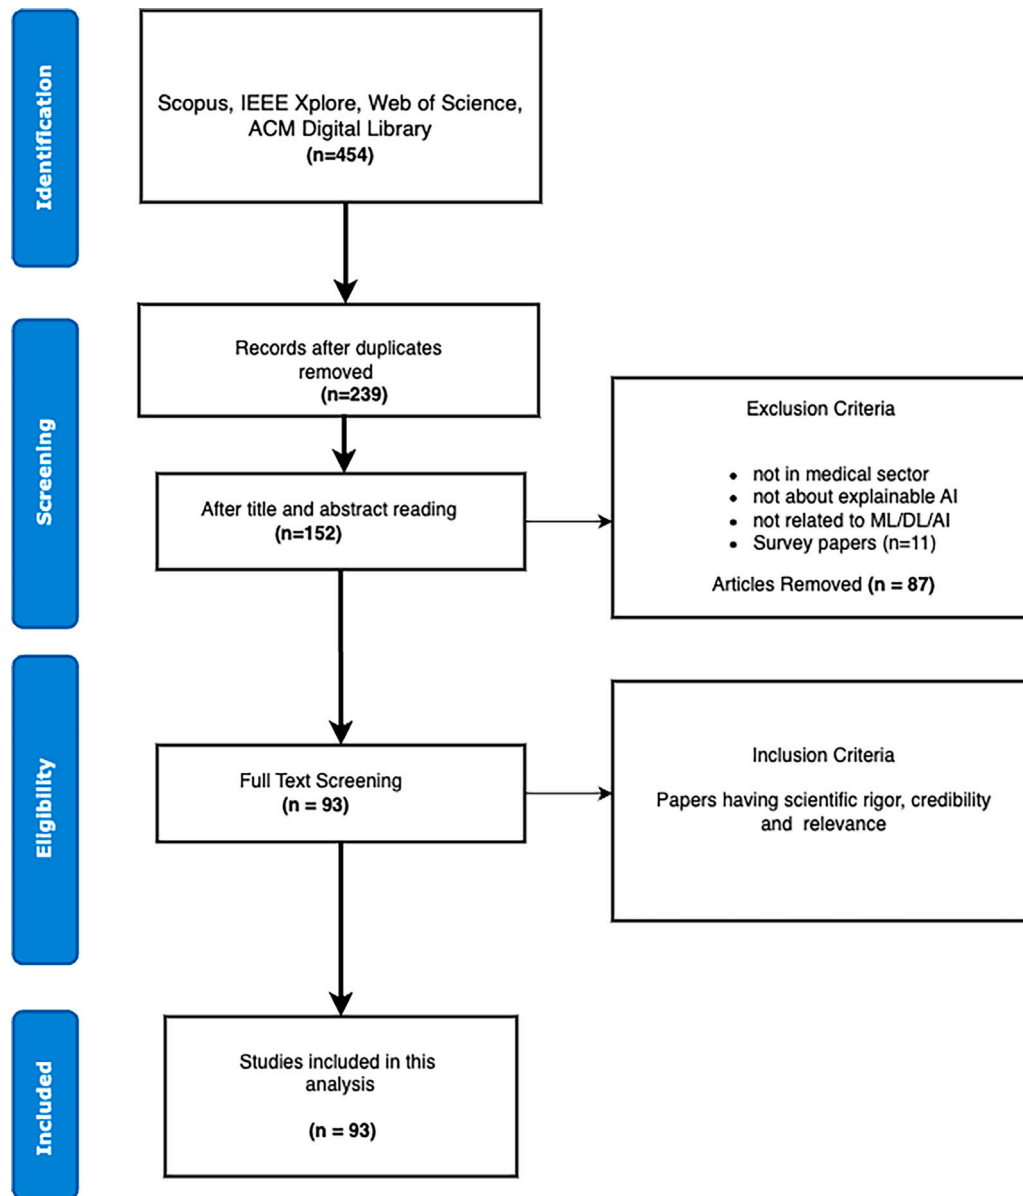 Identification
Scopus, IEEE Xplore, Web of Science,
ACM Digital Library
(n=454)
Screening
Records after duplicates
removed
(n=239)
After title and abstract reading
(n=152)
Exclusion Criteria
• not in medical sector
• not about explainable AI
• not related to ML/DL/AI
• Survey papers (n=11)
Articles Removed (n = 87)
Eligibility
Full Text Screening
(n = 93)
Inclusion Criteria
Papers having scientific rigor, credibility
and relevance
Included
Studies included in this
analysis
(n = 93)